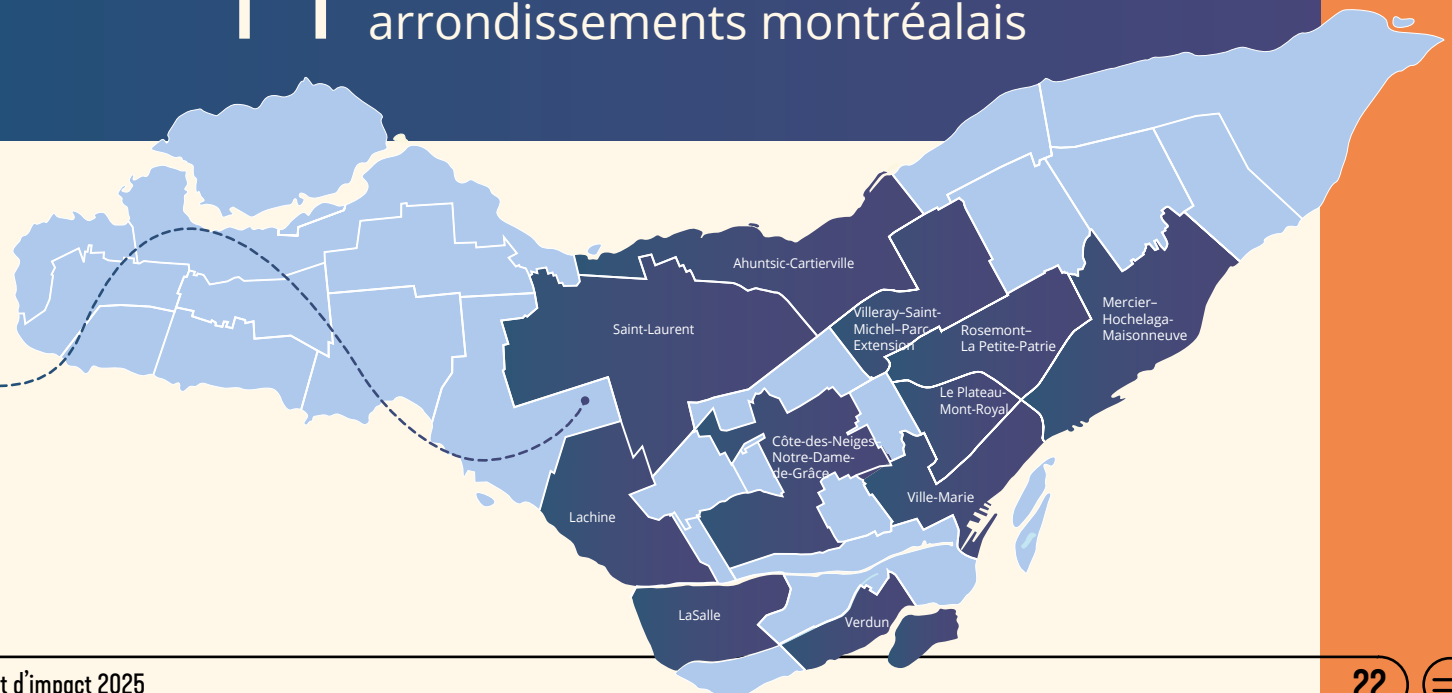 arrondissements montréalais
Ahuntsic-Cartierville
Saint-Laurent
Villeray–Saint-
Michel–Parc-
Extension
Rosemont–
La Petite-Patrie
Mercier–
Hochelaga-
Maisonneuve
Le Plateau-
Mont-Royal
Côte-des-Neiges-
Notre-Dame-
de-Grâce
Ville-Marie
Lachine
LaSalle
Verdun
t d'impact 2025
22